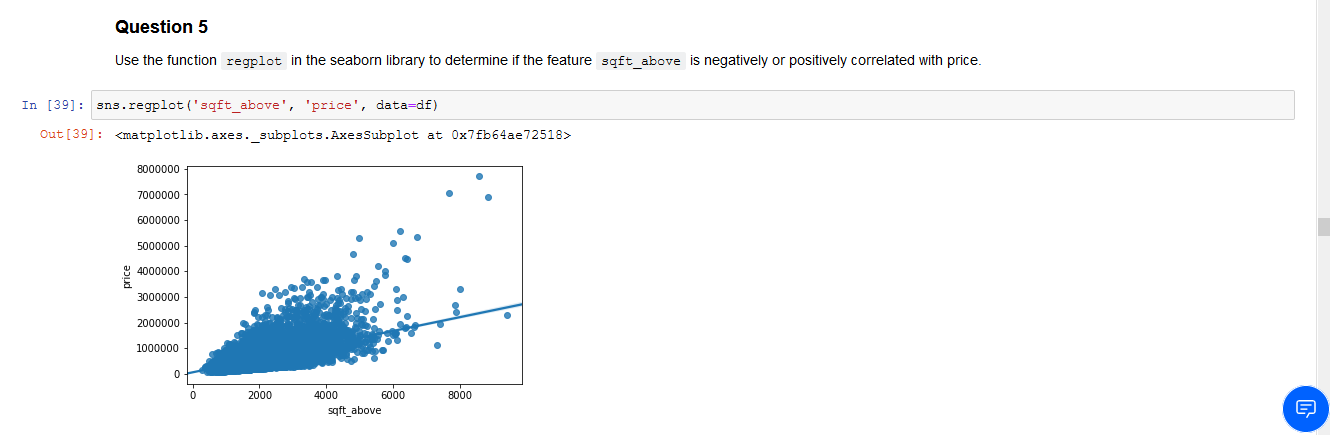 Question 5
Use the function regplot in the seaborn library to determine if the feature sqft_above is negatively or positively correlated with price.
In [39]: sns.regplot('sqft_above', 'price', data=df)
Out[39]: <matplotlib.axes._subplots.AxesSubplot at 0x7fb64ae72518>
8000000
7000000
6000000
5000000
4000000
3000000
2000000
1000000
0
price
0 2000 4000 6000 8000
sqft_above